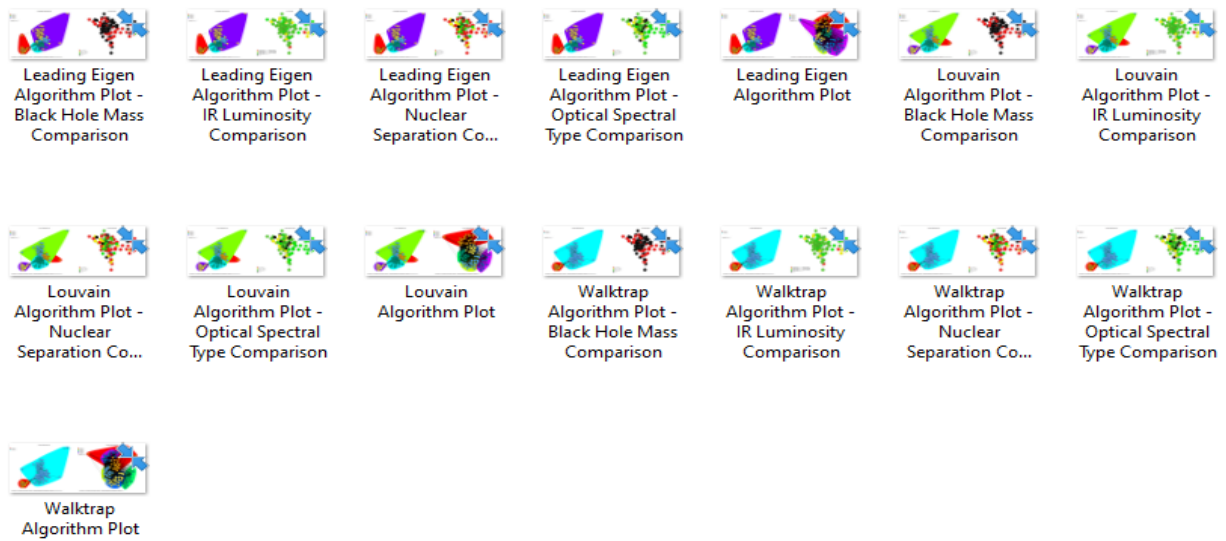 Leading Eigen
Algorithm Plot -
Black Hole Mass
Comparison
Leading Eigen
Algorithm Plot -
IR Luminosity
Comparison
Leading Eigen
Algorithm Plot -
Nuclear
Separation Co...
Leading Eigen
Algorithm Plot -
Optical Spectral
Type Comparison
Leading Eigen
Algorithm Plot
Louvain
Algorithm Plot -
Black Hole Mass
Comparison
Louvain
Algorithm Plot -
IR Luminosity
Comparison
Louvain
Algorithm Plot -
Nuclear
Separation Co...
Louvain
Algorithm Plot -
Optical Spectral
Type Comparison
Louvain
Algorithm Plot
Walktrap
Algorithm Plot -
Black Hole Mass
Comparison
Walktrap
Algorithm Plot -
IR Luminosity
Comparison
Walktrap
Algorithm Plot -
Nuclear
Separation Co...
Walktrap
Algorithm Plot -
Optical Spectral
Type Comparison
Walktrap
Algorithm Plot